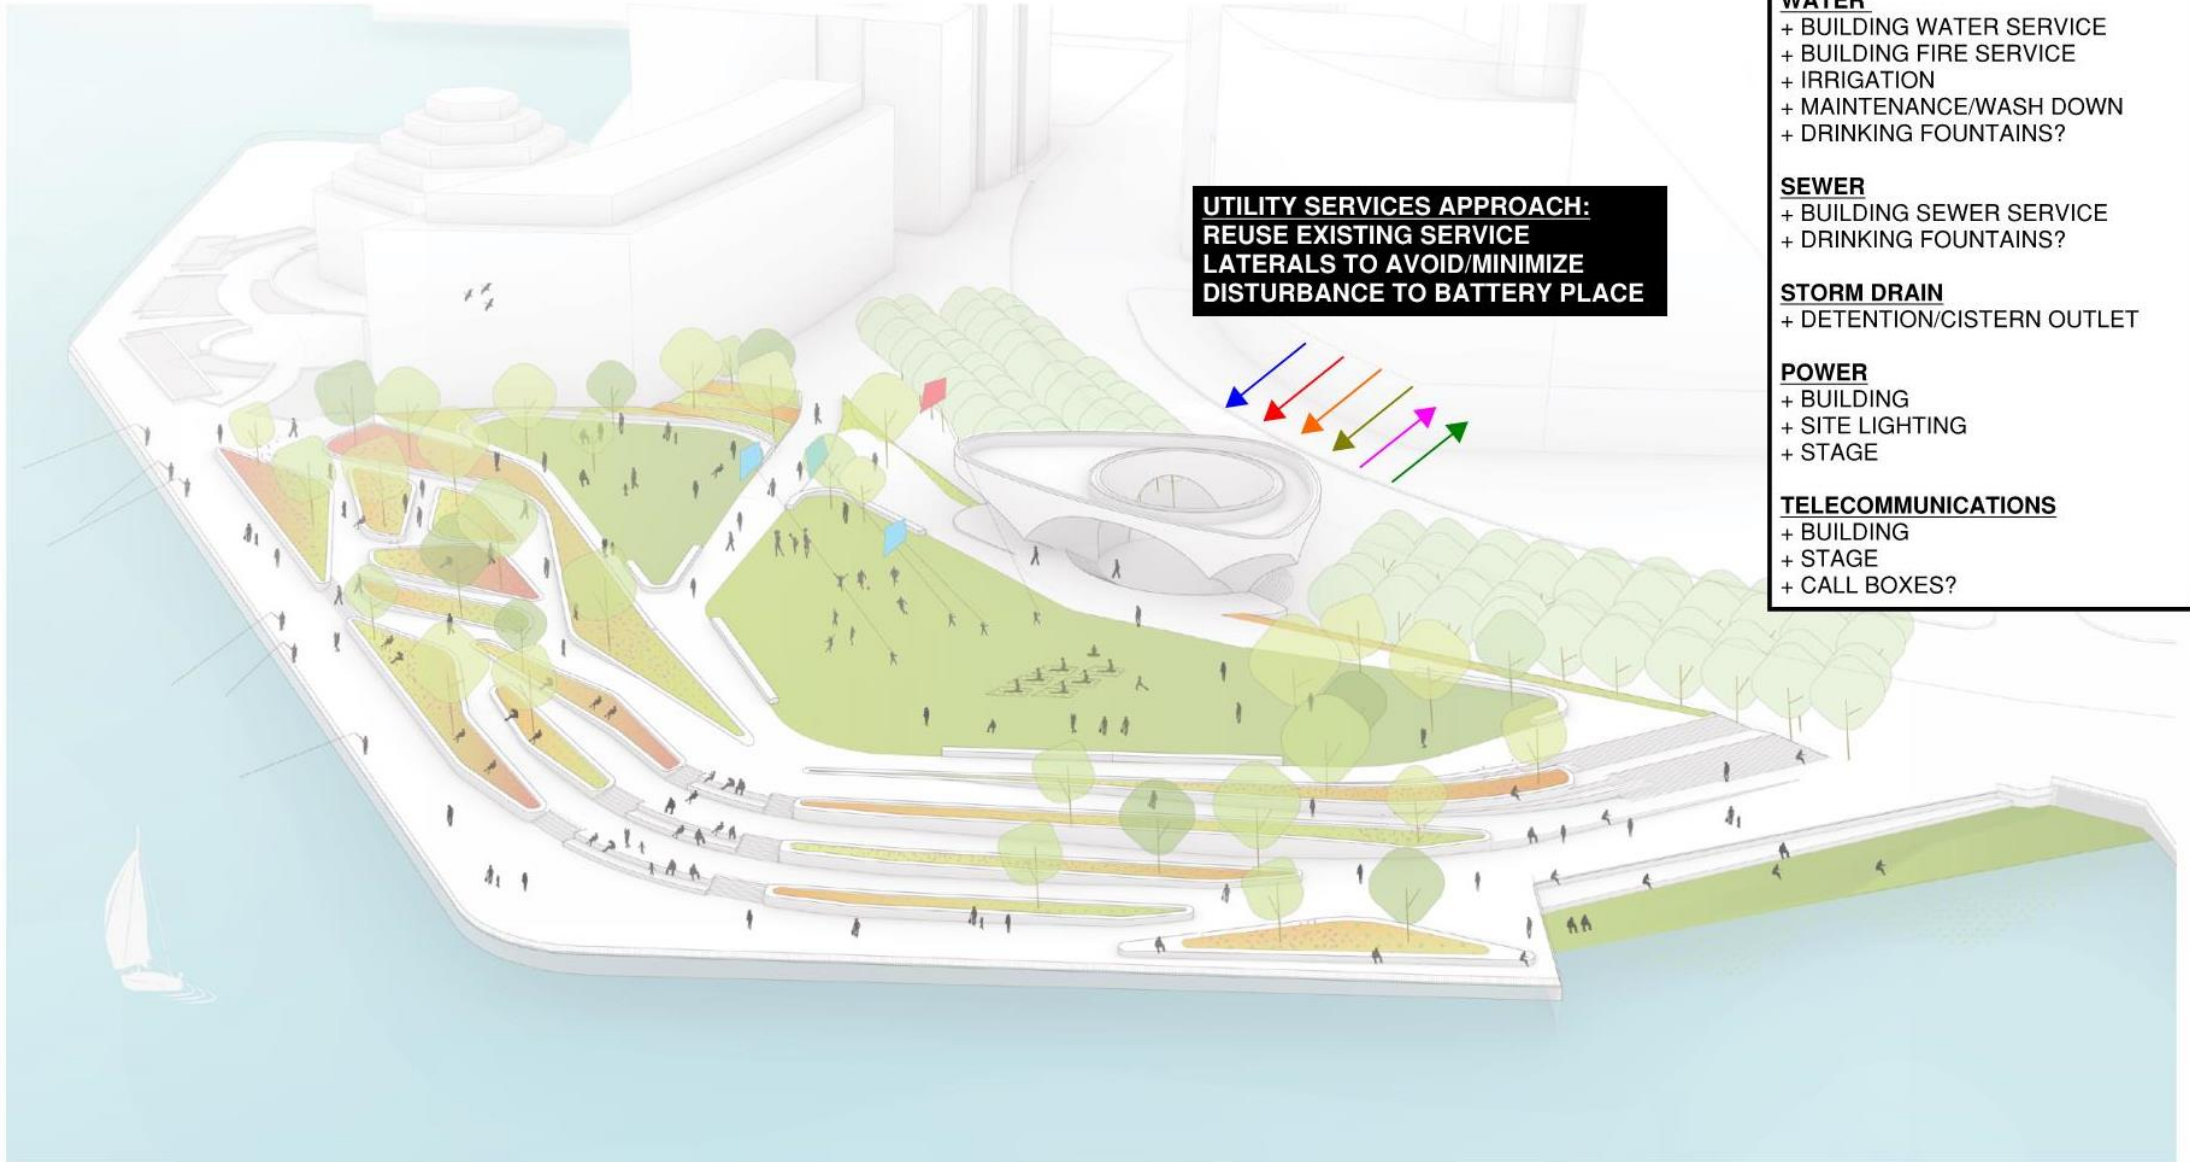 UTILITY SERVICES APPROACH:
REUSE EXISTING SERVICE
LATERALS TO AVOID/MINIMIZE
DISTURBANCE TO BATTERY PLACE
WATER
+ BUILDING WATER SERVICE
+ BUILDING FIRE SERVICE
+ IRRIGATION
+ MAINTENANCE/WASH DOWN
+ DRINKING FOUNTAINS?
SEWER
+ BUILDING SEWER SERVICE
+ DRINKING FOUNTAINS?
STORM DRAIN
+ DETENTION/CISTERN OUTLET
POWER
+ BUILDING
+ SITE LIGHTING
+ STAGE
TELECOMMUNICATIONS
+ BUILDING
+ STAGE
+ CALL BOXES?